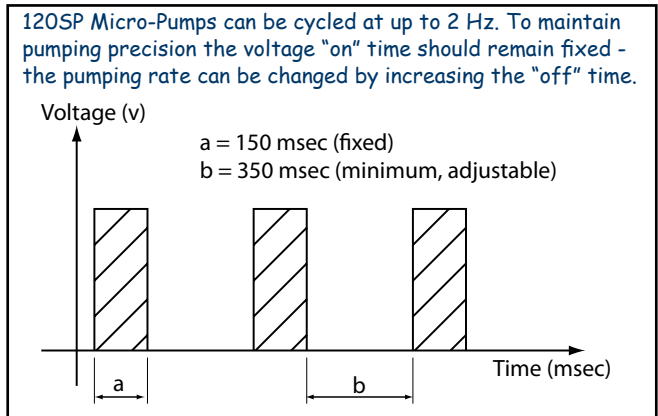 120SP Micro-Pumps can be cycled at up to 2 Hz. To maintain
pumping precision the voltage “on” time should remain fixed -
the pumping rate can be changed by increasing the “off” time.
Voltage (v)
a = 150 msec (fixed)
b = 350 msec (minimum, adjustable)
Time (msec)
a
b